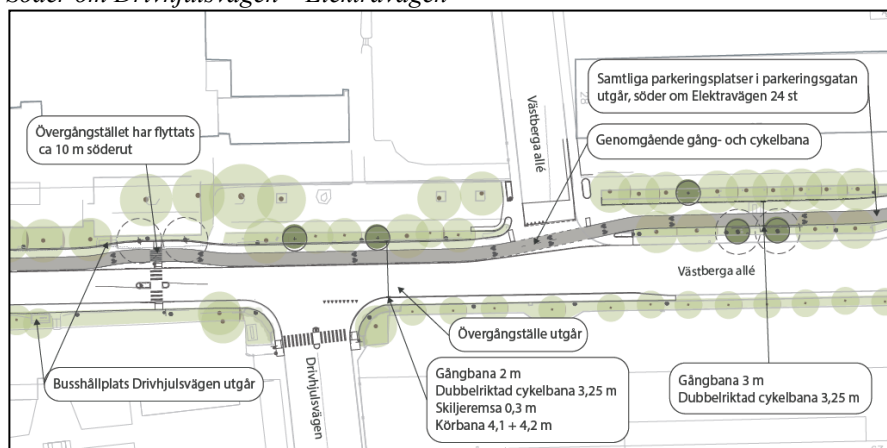 Söder om Drivhjulsvägen – Elektravägen
Samtliga parkeringsplatser i parkeringsgatan
utgår, söder om Elektravägen 24 st
Övergångstället har flyttats
ca 10 m söderut
Genomgående gång- och cykelbana
Västberga allé
28
Västberga allé
Övergångställe utgår
Busshållplats Drivhjulsvägen utgår
Drivhjulsvägen
Gångbana 2 m
Dubbelriktad cykelbana 3,25 m
Skiljeremsa 0,3 m
Körbana 4,1 + 4,2 m
Gångbana 3 m
Dubbelriktad cykelbana 3,25 m